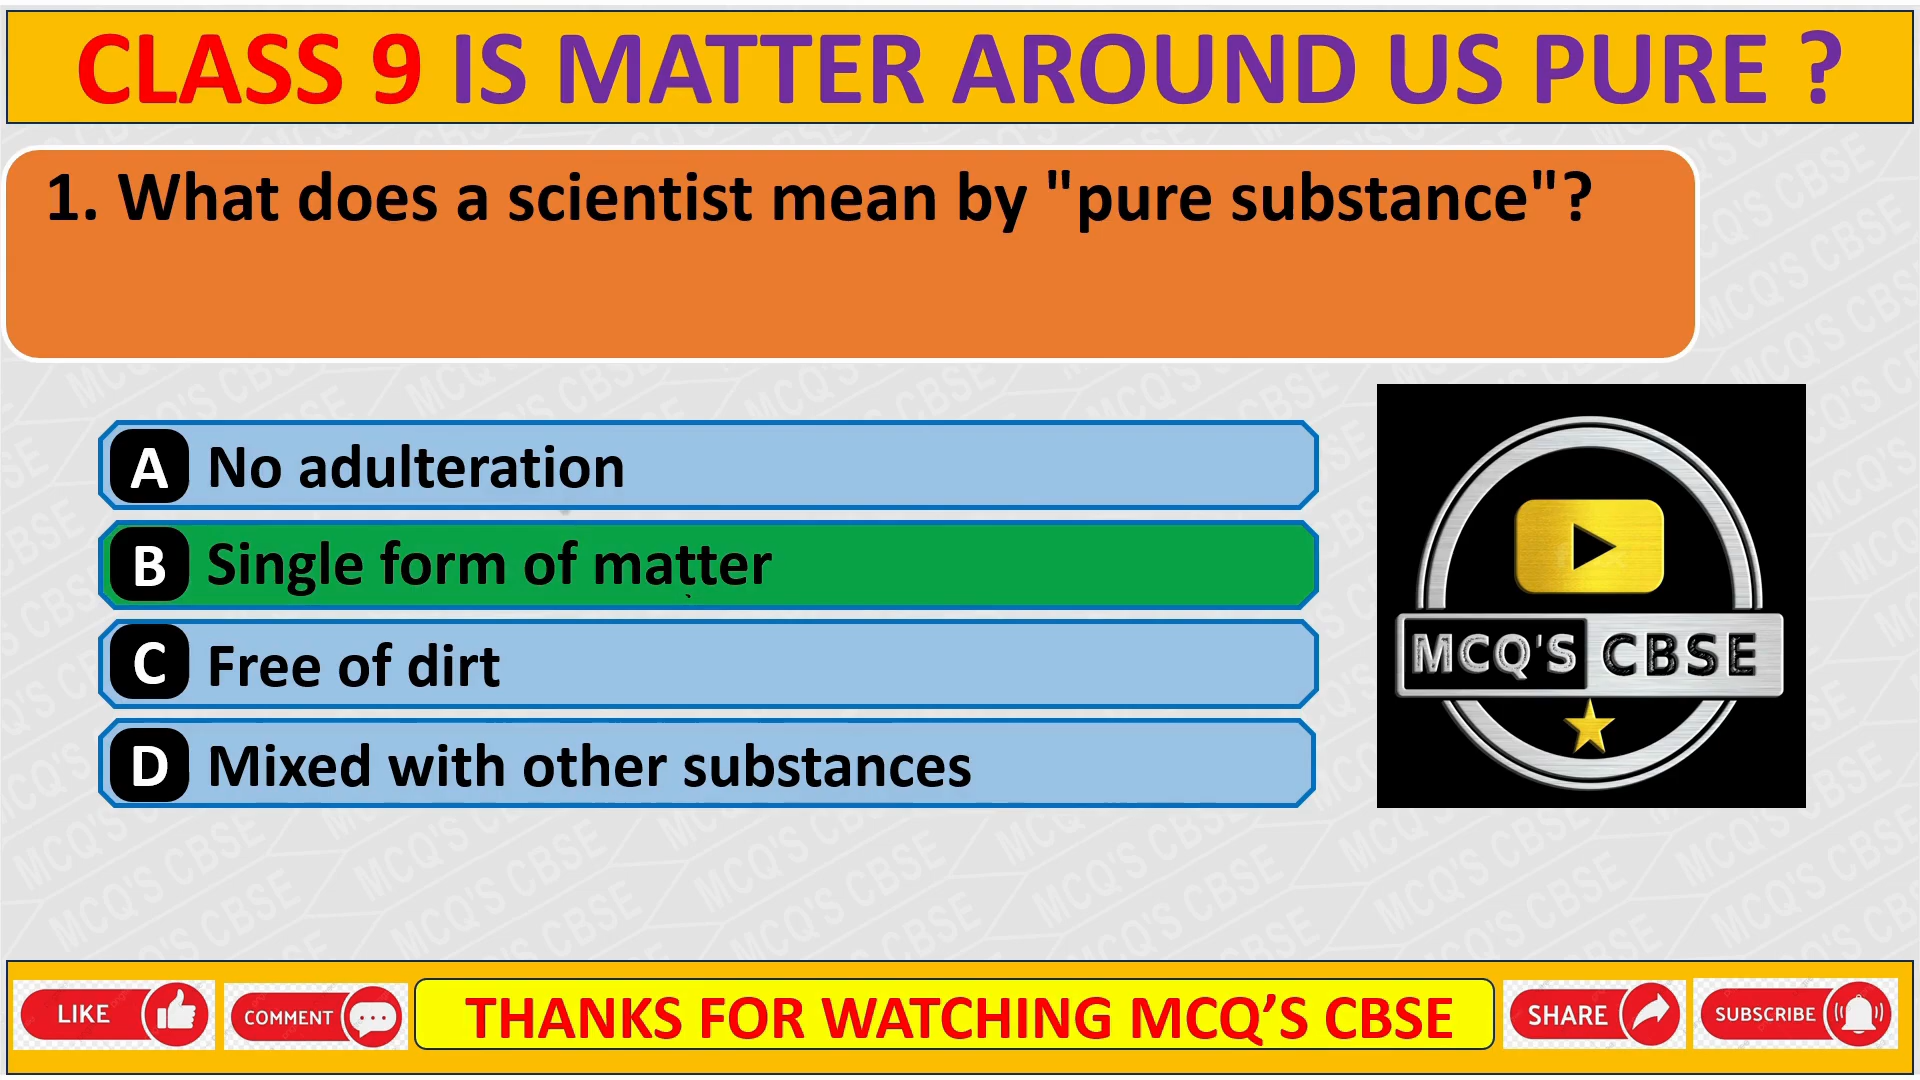 CLASS 9 IS MATTER AROUND US PURE ?
1. What does a scientist mean by "pure substance"?
A No adulteration
B Single form of matter
C Free of dirt
D Mixed with other substances
MCQ'S CBSE
LIKE
COMMENT
THANKS FOR WATCHING MCQ’S CBSE
SHARE
SUBSCRIBE